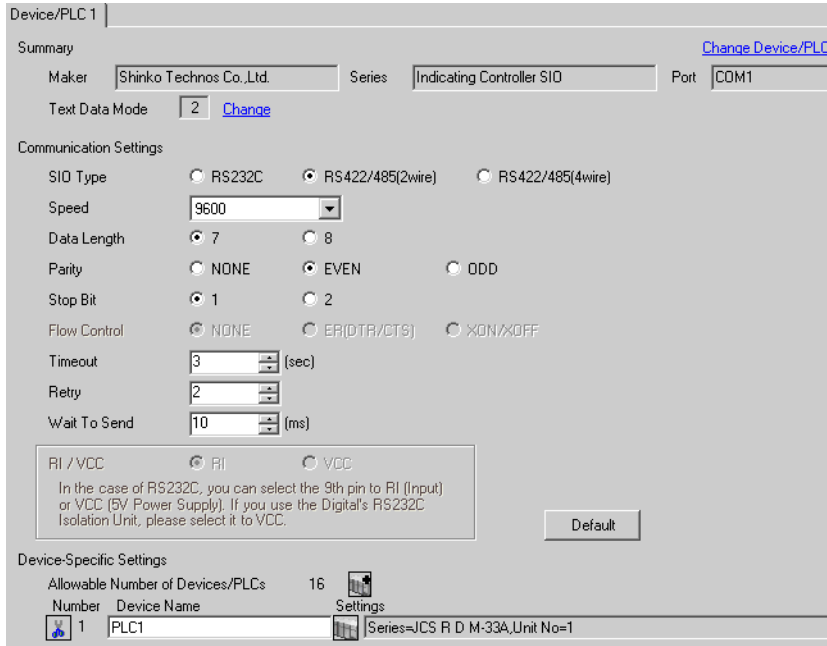 Device/PLC 1
Summary Change Device/PLC
Maker Shinko Technos Co.,Ltd. Series Indicating Controller SIO Port COM1
Text Data Mode 2 Change
Communication Settings
SIO Type RS232C RS422/485(2wire) RS422/485(4wire)
Speed 9600
Data Length 7 8
Parity NONE EVEN ODD
Stop Bit 1 2
Flow Control NONE ER(DTR/CTS) XON/XOFF
Timeout 3 (sec)
Retry 2
Wait To Send 10 (ms)
RI / VCC RI VCC
In the case of RS232C, you can select the 9th pin to RI (Input)
or VCC (5V Power Supply). If you use the Digital's RS232C
Isolation Unit, please select it to VCC.
Default
Device-Specific Settings
Allowable Number of Devices/PLCs 16
Number Device Name Settings
1 PLC1 Series=JCS R D M-33A,Unit No=1